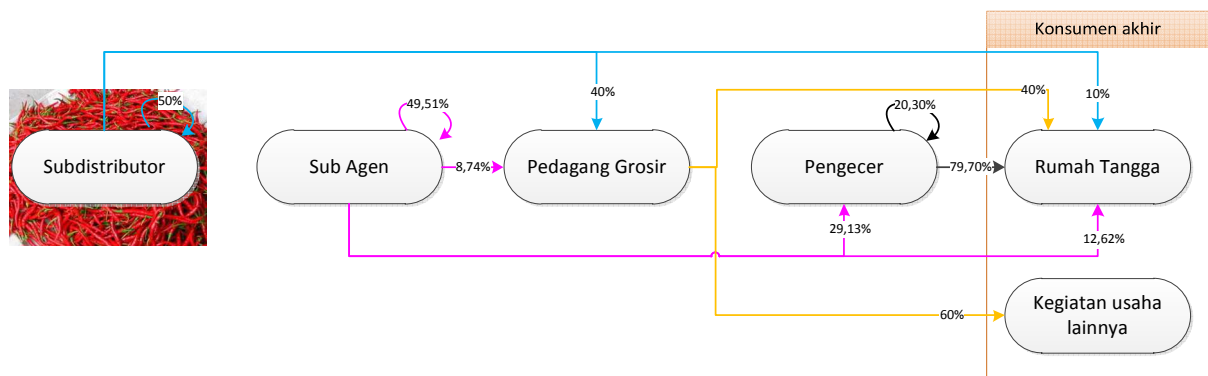 Konsumen akhir
50%
49,51%
40%
20,30%
40%
10%
Subdistributor
Sub Agen
8,74%
Pedagang Grosir
Pengecer
79,70%
Rumah Tangga
29,13%
12,62%
60%
Kegiatan usaha
lainnya